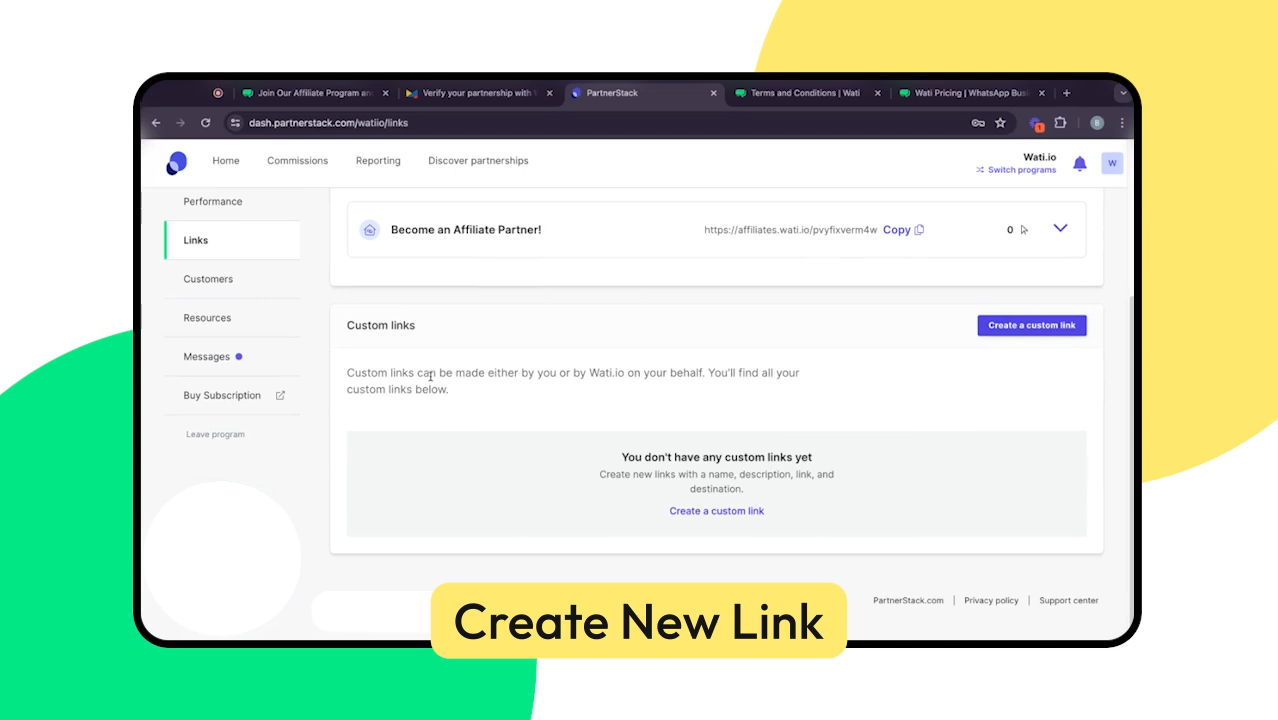 Join Our Affiliate Program an
Verify your partnership with
PartnerStack
Terms and Conditions | Wati
Wati Pricing | WhatsApp Busi
dash.partnerstack.com/watiio/links
1
B
Home
Commissions
Reporting
Discover partnerships
Wati.io
Switch programs
W
Performance
Links
Customers
Resources
Messages
Buy Subscription
Leave program
Become an Affiliate Partner!
https://affiliates.wati.io/pvyfixverm4w Copy
0
Custom links
Create a custom link
Custom links can be made either by you or by Wati.io on your behalf. You'll find all your
custom links below.
You don't have any custom links yet
Create new links with a name, description, link, and
destination.
Create a custom link
PartnerStack.com | Privacy policy | Support center
Create New Link